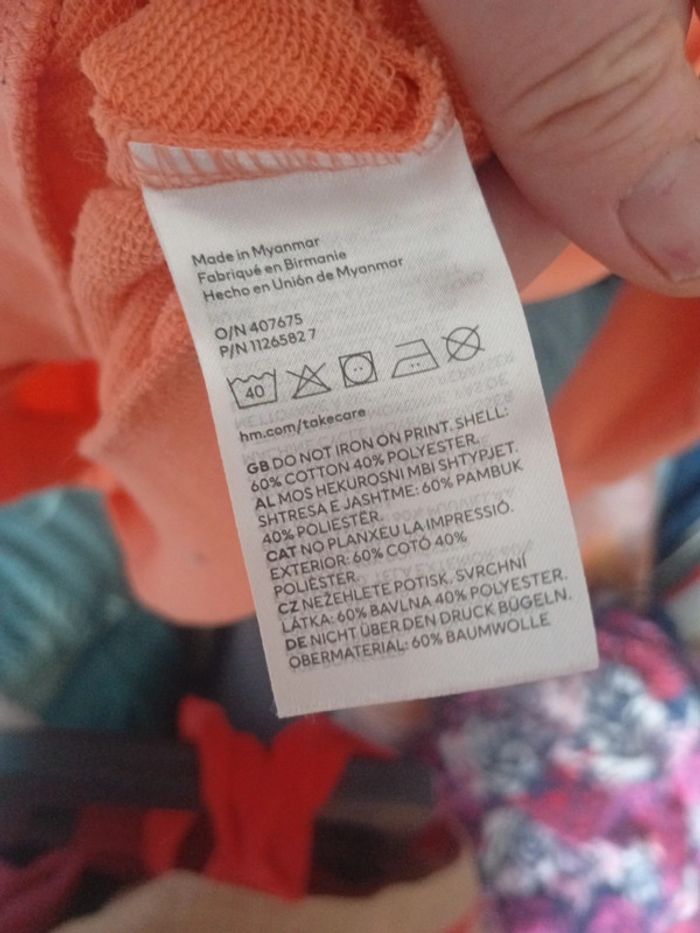 Made in Myanmar
Fabriqué en Birmanie
Hecho en Unión de Myanmar
O/N 407675
P/N 1126582 7
40
hm.com/takecare
GB DO NOT IRON ON PRINT. SHELL:
60% COTTON 40% POLYESTER.
AL MOS HEKUROSNI MBI SHTYPJET.
SHTRESA E JASHTME: 60% PAMBUK
40% POLIESTËR.
CAT NO PLANXEU LA IMPRESSIÓ.
EXTERIOR: 60% COTÓ 40%
POLIÈSTER.
CZ NEŽEHLETE POTISK. SVRCHNÍ
LÁTKA: 60% BAVLNA 40% POLYESTER.
DE NICHT ÜBER DEN DRUCK BÜGELN.
OBERMATERIAL: 60% BAUMWOLLE